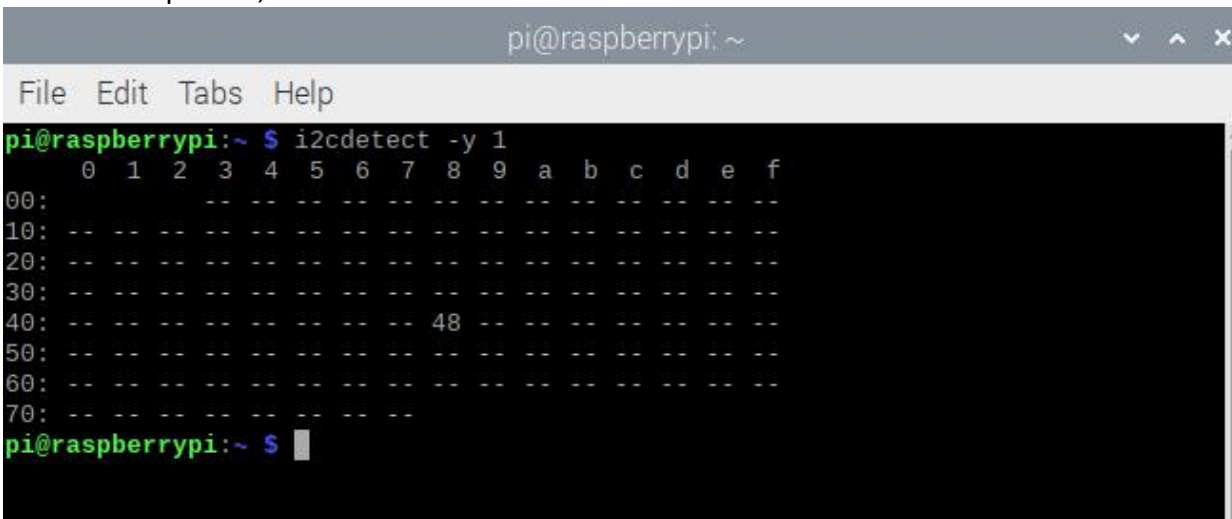 pi@raspberrypi: ~
File Edit Tabs Help
pi@raspberrypi:~ $ i2cdetect -y 1
     0  1  2  3  4  5  6  7  8  9  a  b  c  d  e  f
00:          -- -- -- -- -- -- -- -- -- -- -- -- --
10: -- -- -- -- -- -- -- -- -- -- -- -- -- -- -- --
20: -- -- -- -- -- -- -- -- -- -- -- -- -- -- -- --
30: -- -- -- -- -- -- -- -- -- -- -- -- -- -- -- --
40: -- -- -- -- -- -- -- -- 48 -- -- -- -- -- -- --
50: -- -- -- -- -- -- -- -- -- -- -- -- -- -- -- --
60: -- -- -- -- -- -- -- -- -- -- -- -- -- -- -- --
70: -- -- -- -- -- -- -- --
pi@raspberrypi:~ $